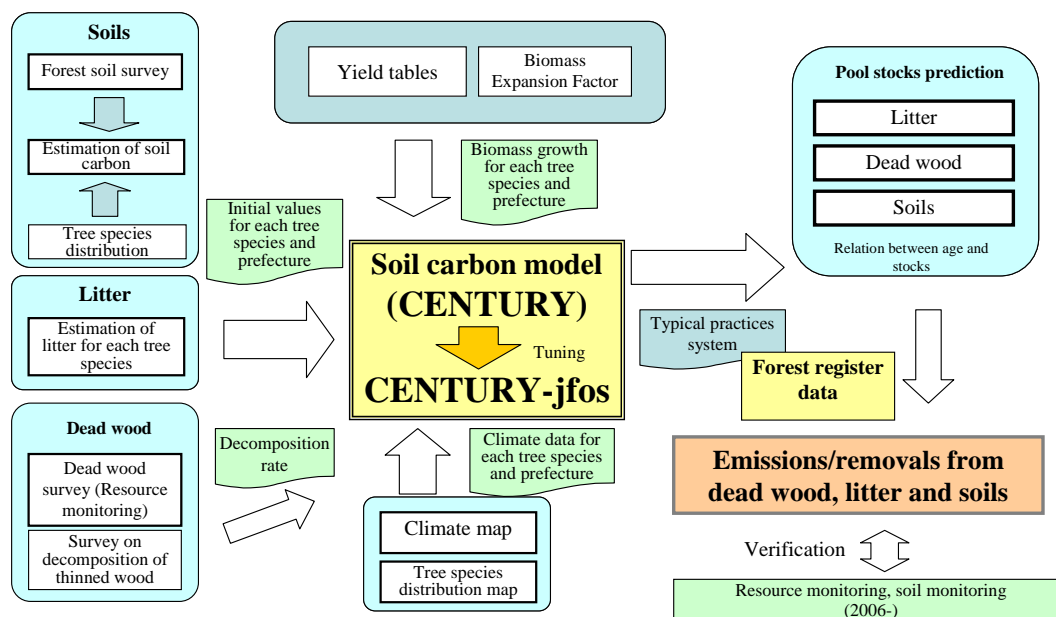 Soils
Forest soil survey
Estimation of soil
carbon
Tree species
distribution
Litter
Estimation of
litter for each tree
species
Dead wood
Dead wood
survey (Resource
monitoring)
Survey on
decomposition of
thinned wood
Yield tables
Biomass
Expansion Factor
Biomass growth
for each tree
species and
prefecture
Initial values
for each tree
species and
prefecture
Decomposition
rate
Soil carbon model
(CENTURY)
Tuning
CENTURY-jfos
Climate data for
each tree species
and prefecture
Climate map
Tree species
distribution map
Pool stocks prediction
Litter
Dead wood
Soils
Relation between age and
stocks
Typical practices
system
Forest register
data
Emissions/removals from
dead wood, litter and soils
Verification
Resource monitoring, soil monitoring
(2006-)